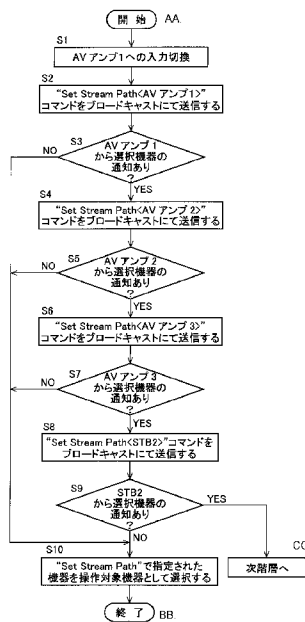 開 始
AA
S1
AVアンプ1への入力切換
S2
“Set Stream Path<AVアンプ1>”
コマンドをブロードキャストにて送信する
S3
AVアンプ1
から選択機器の
通知あり
?
NO
YES
S4
“Set Stream Path<AVアンプ2>”
コマンドをブロードキャストにて送信する
S5
AVアンプ2
から選択機器の
通知あり
?
NO
YES
S6
“Set Stream Path<AVアンプ3>”
コマンドをブロードキャストにて送信する
S7
AVアンプ3
から選択機器の
通知あり
?
NO
YES
S8
“Set Stream Path<STB2>”コマンドを
ブロードキャストにて送信する
S9
STB2
から選択機器の
通知あり
?
YES
NO
CC
次階層へ
S10
“Set Stream Path”で指定された
機器を操作対象機器として選択する
終 了
BB